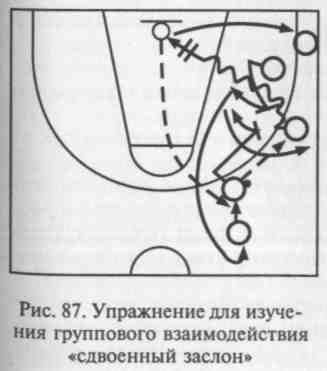 Рис. 87. Упражнение для изуче-
ния группового взаимодействия
«сдвоенный заслон»